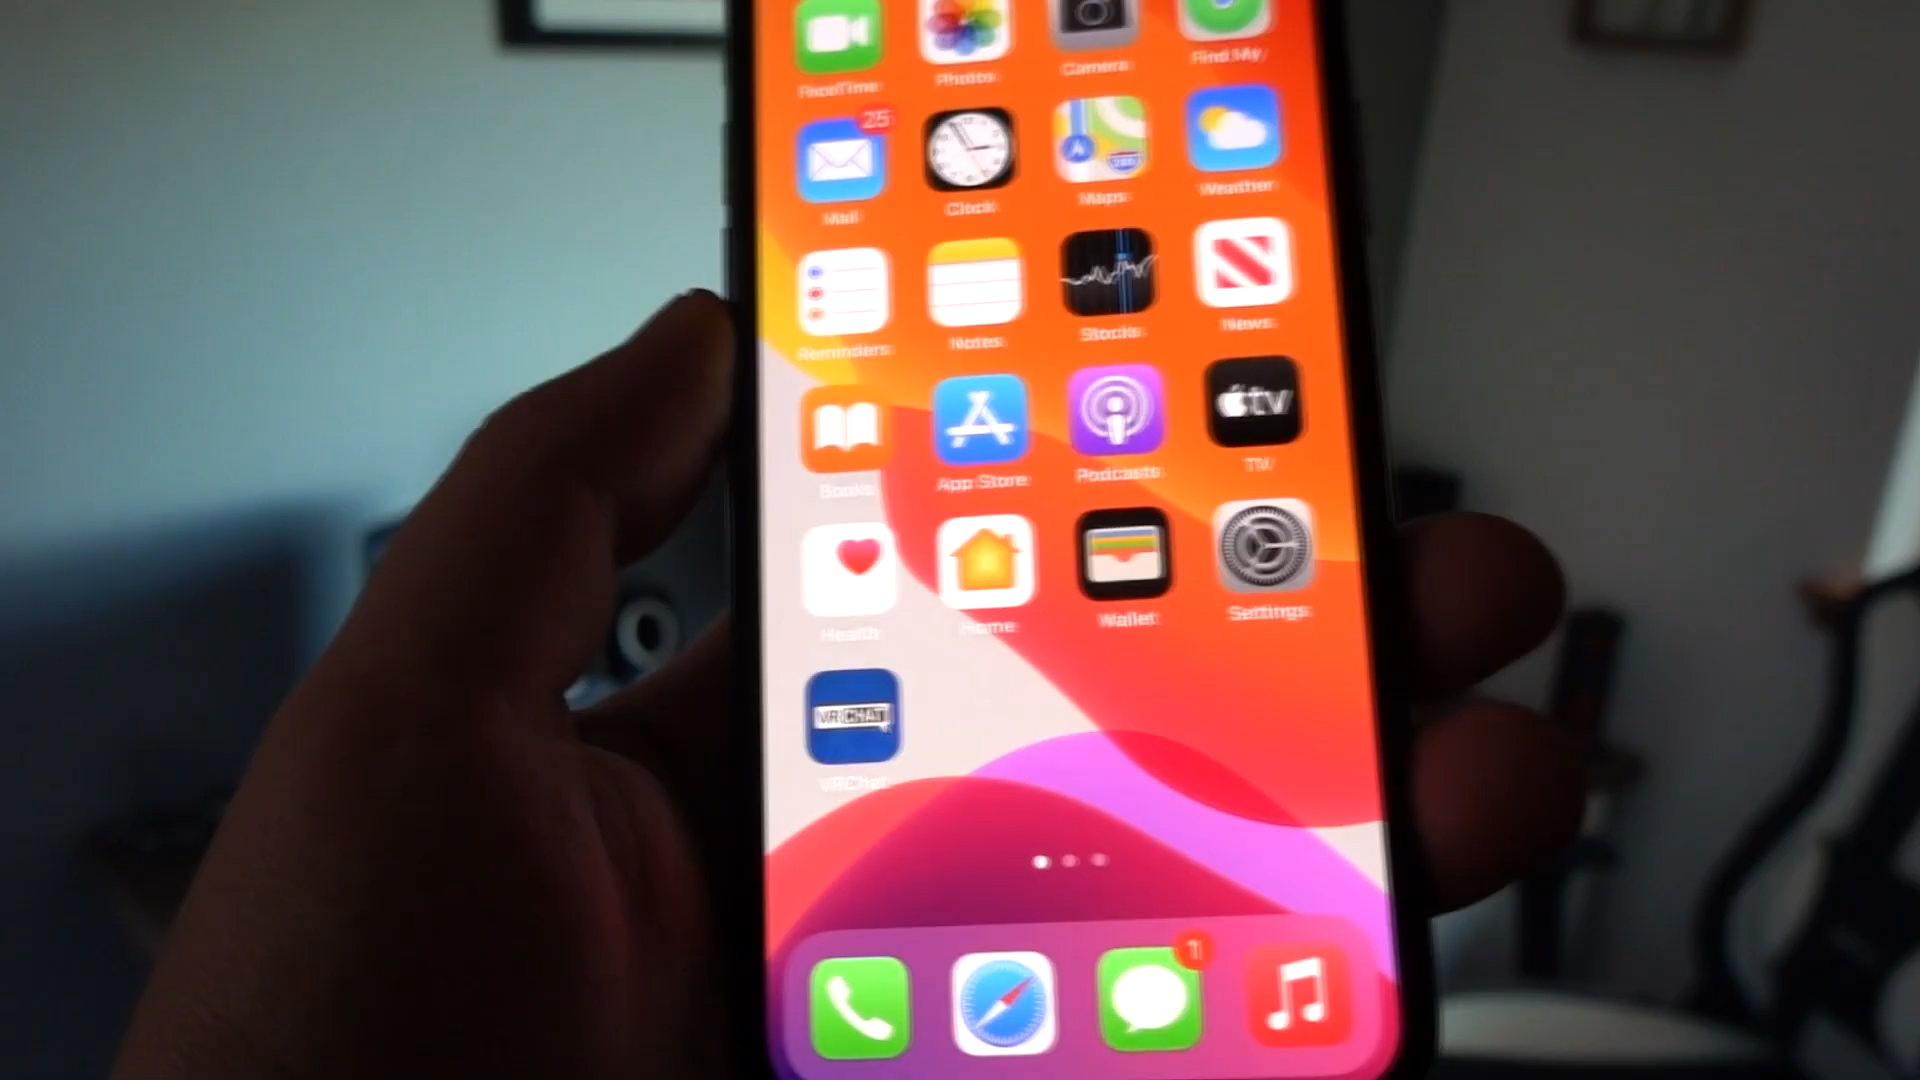 FaceTime Photos Camera Find My
25
Mail Clock Maps Weather
Reminders Notes Stocks News
tv
Books App Store Podcasts TV
Health Home Wallet Settings
VRCHAT
VRChat
1